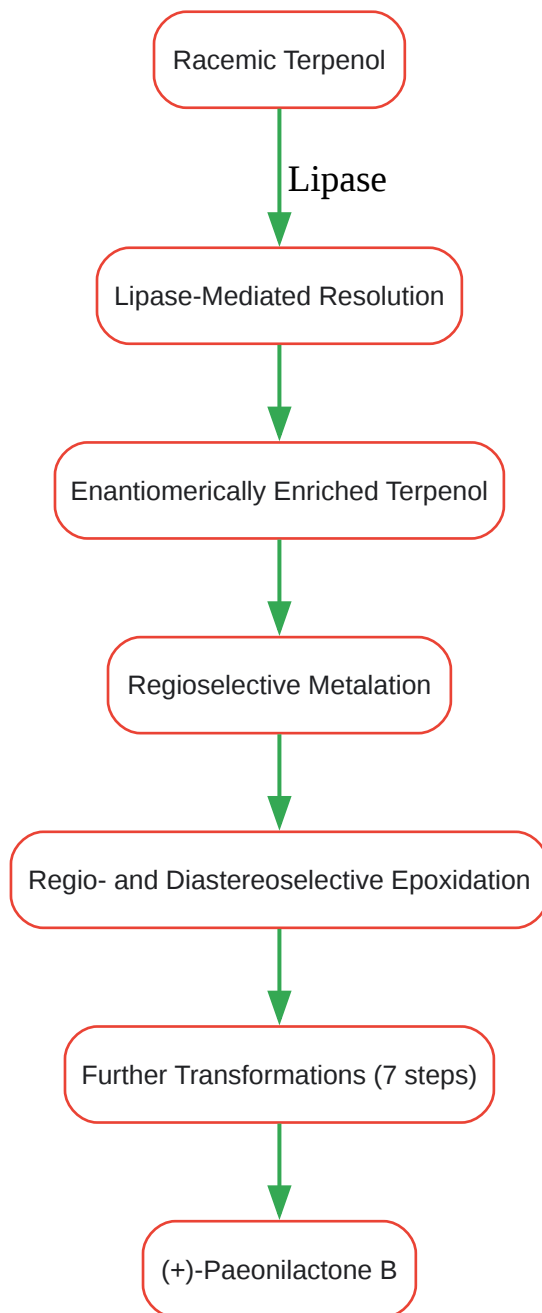 Racemic Terpenol
Lipase
Lipase-Mediated Resolution
Enantiomerically Enriched Terpenol
Regioselective Metalation
Regio- and Diastereoselective Epoxidation
Further Transformations (7 steps)
(+)-Paeonilactone B